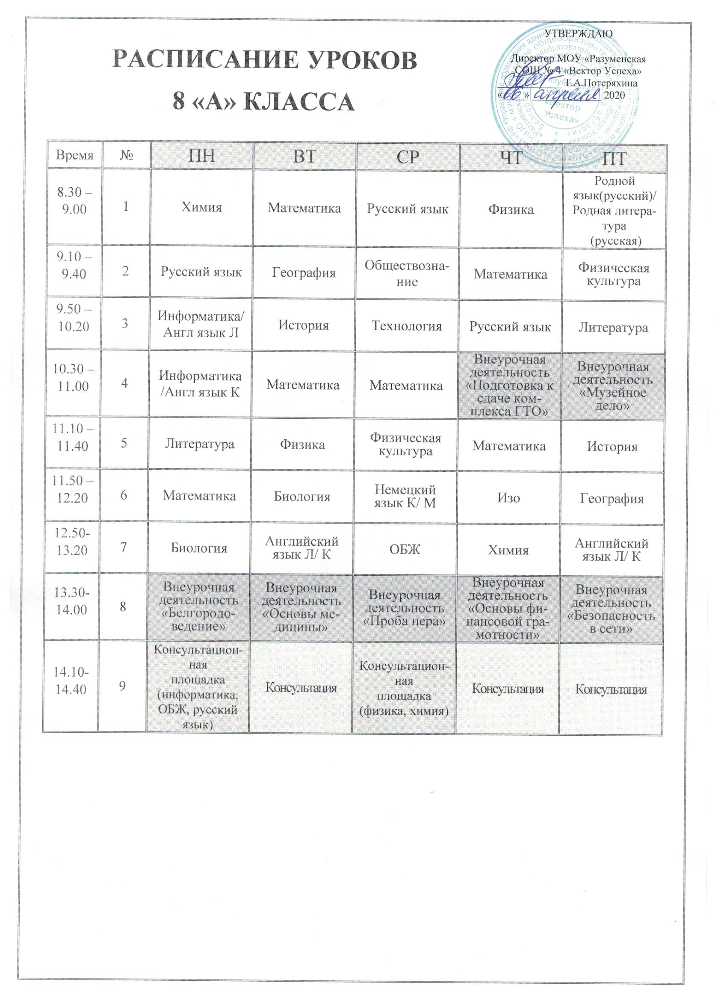 УТВЕРЖДАЮ
Директор МОУ «Разуменская
СОШ № 4 «Вектор Успеха»
Т.А.Потеряхина
«06» апреля 2020
РАСПИСАНИЕ УРОКОВ
8 «А» КЛАССА
«Вектор
Успеха»
Время № ПН ВТ СР ЧТ ПТ
8.30 –
9.00
1
Химия
Математика
Русский язык
Физика
Родной
язык(русский)/
Родная литера-
тура
(русская)
9.10 –
9.40
2
Русский язык
География
Обществозна-
ние
Математика
Физическая
культура
9.50 –
10.20
3
Информатика/
Англ язык Л
История
Технология
Русский язык
Литература
10.30 –
11.00
4
Информатика
/Англ язык К
Математика
Математика
Внеурочная
деятельность
«Подготовка к
сдаче ком-
плекса ГТО»
Внеурочная
деятельность
«Музейное
дело»
11.10 –
11.40
5
Литература
Физика
Физическая
культура
Математика
История
11.50 –
12.20
6
Математика
Биология
Немецкий
язык К/ М
Изо
География
12.50-
13.20
7
Биология
Английский
язык Л/ К
ОБЖ
Химия
Английский
язык Л/ К
13.30-
14.00
8
Внеурочная
деятельность
«Белгородо-
ведение»
Внеурочная
деятельность
«Основы ме-
дицины»
Внеурочная
деятельность
«Проба пера»
Внеурочная
деятельность
«Основы фи-
нансовой гра-
мотности»
Внеурочная
деятельность
«Безопасность
в сети»
14.10-
14.40
9
Консультацион-
ная
площадка
(информатика,
ОБЖ, русский
язык)
Консультация
Консультацион-
ная
площадка
(физика, химия)
Консультация
Консультация